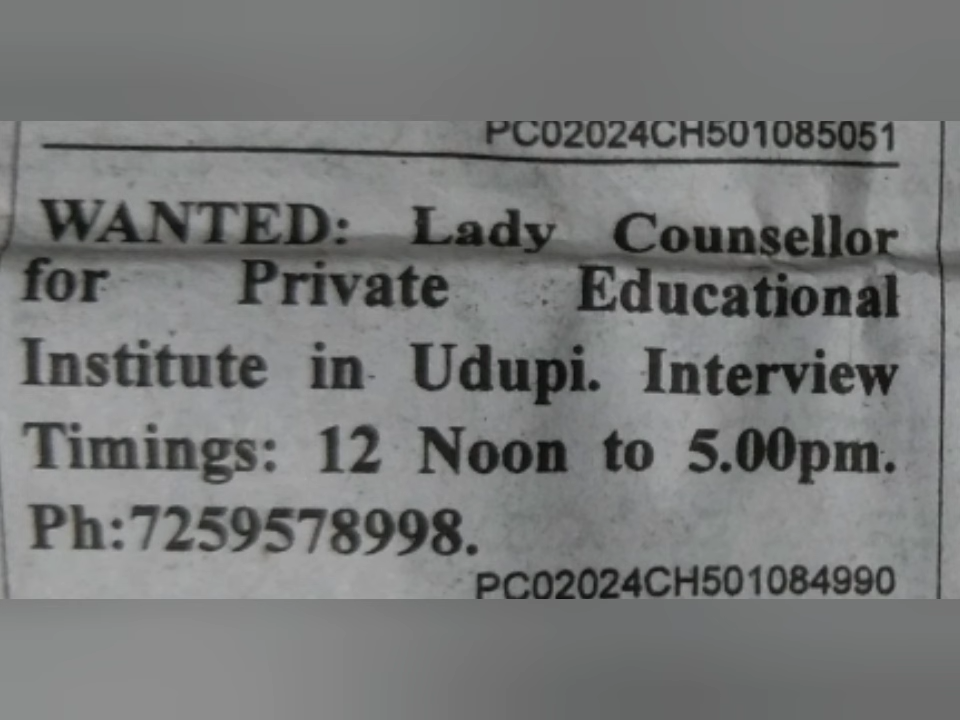 PC02024CH501085051
WANTED: Lady Counsellor
for Private Educational
Institute in Udupi. Interview
Timings: 12 Noon to 5.00pm.
Ph:7259578998.
PC02024CH501084990